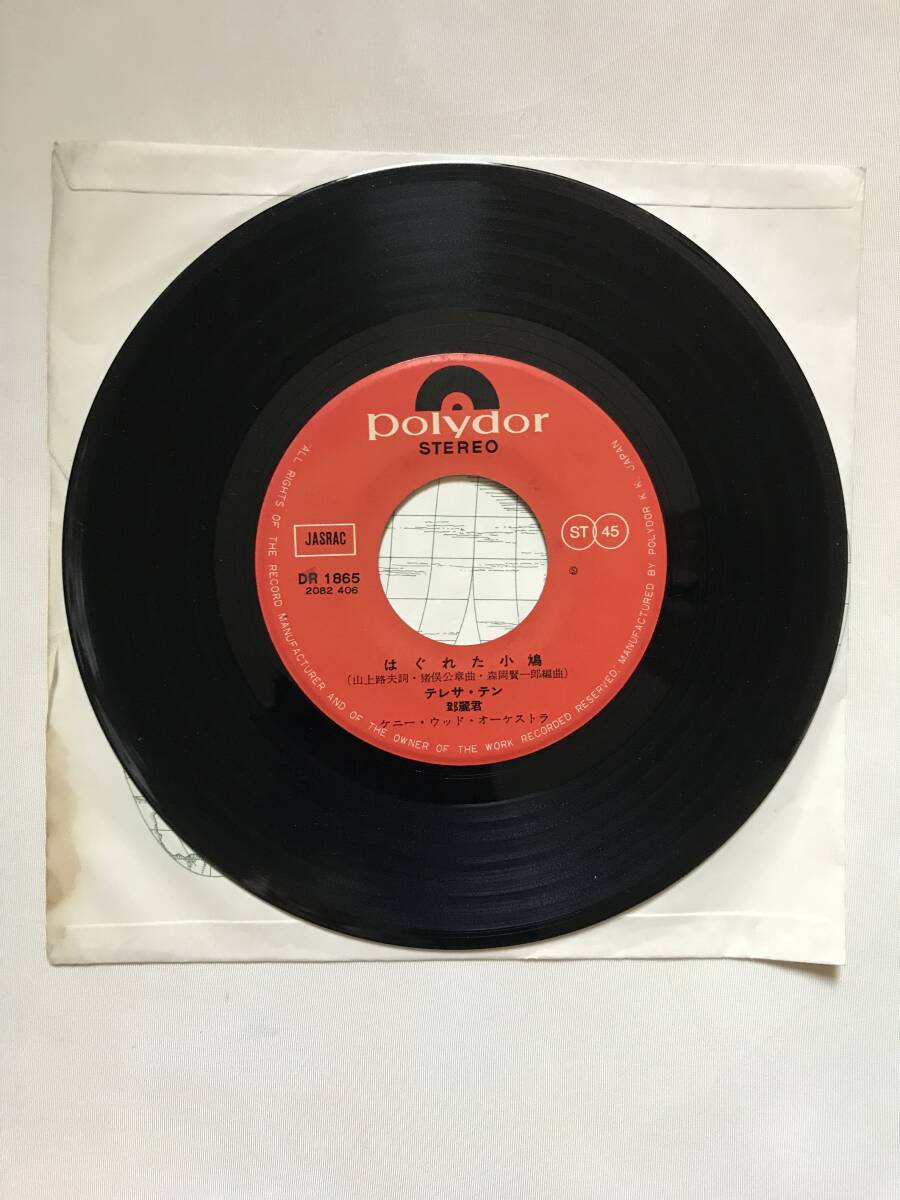 polydor
STEREO
JASRAC
ST 45
DR 1865
2082 406
Ⓢ
はぐれた小鳩
(山上路夫詞・猪俣公章曲・森岡賢一郎編曲)
テレサ・テン
鄧麗君
ケニー・ウッド・オーケストラ
"ALL RIGHTS OF THE RECORD MANUFACTURER AND OF THE OWNER OF THE WORK RECORDED RESERVED" MANUFACTURED BY POLYDOR K.K. JAPAN